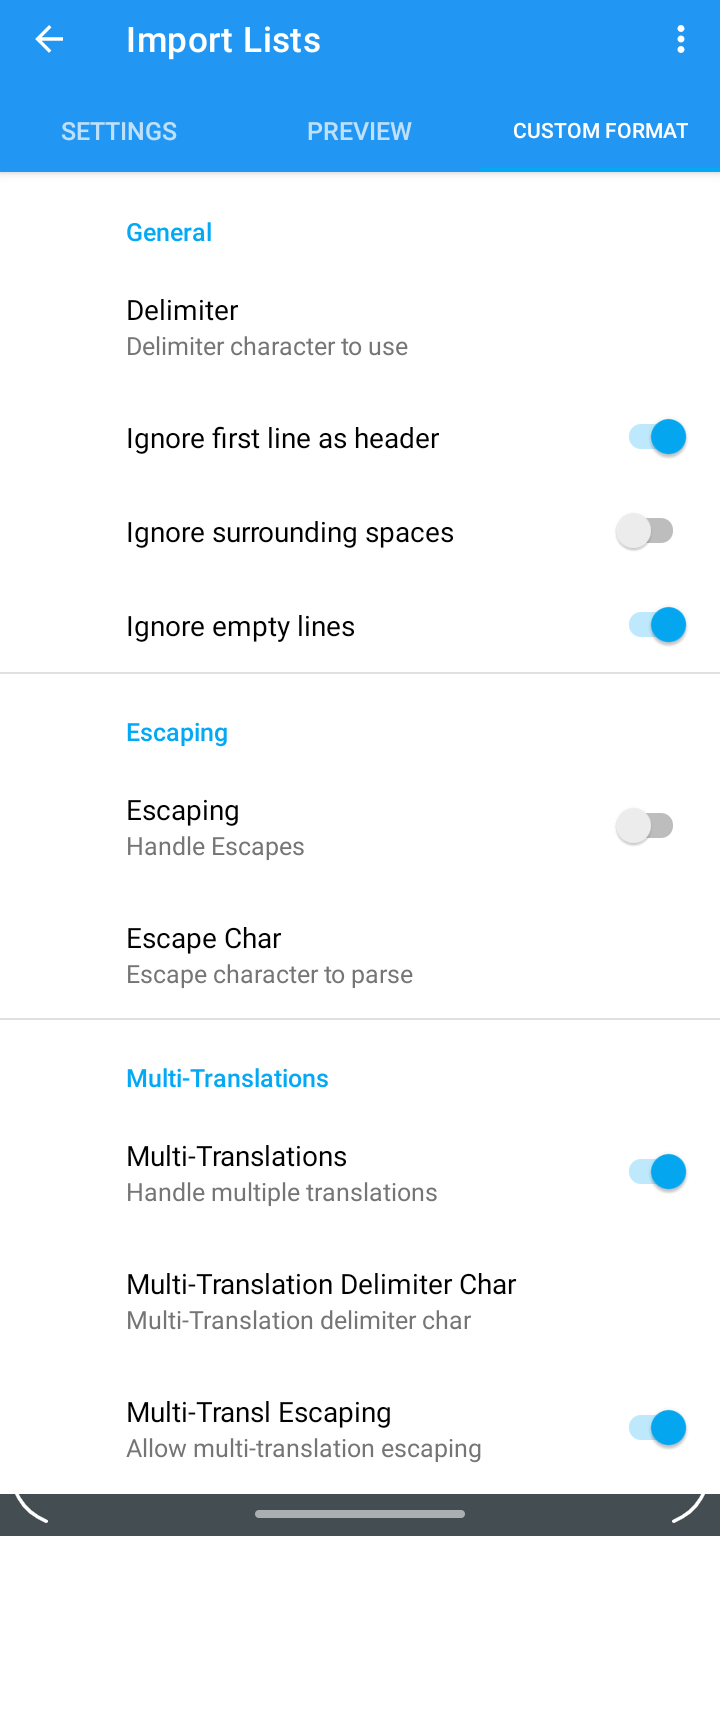 Import Lists
SETTINGS
PREVIEW
CUSTOM FORMAT
General
Delimiter
Delimiter character to use
Ignore first line as header
Ignore surrounding spaces
Ignore empty lines
Escaping
Escaping
Handle Escapes
Escape Char
Escape character to parse
Multi-Translations
Multi-Translations
Handle multiple translations
Multi-Translation Delimiter Char
Multi-Translation delimiter char
Multi-Transl Escaping
Allow multi-translation escaping